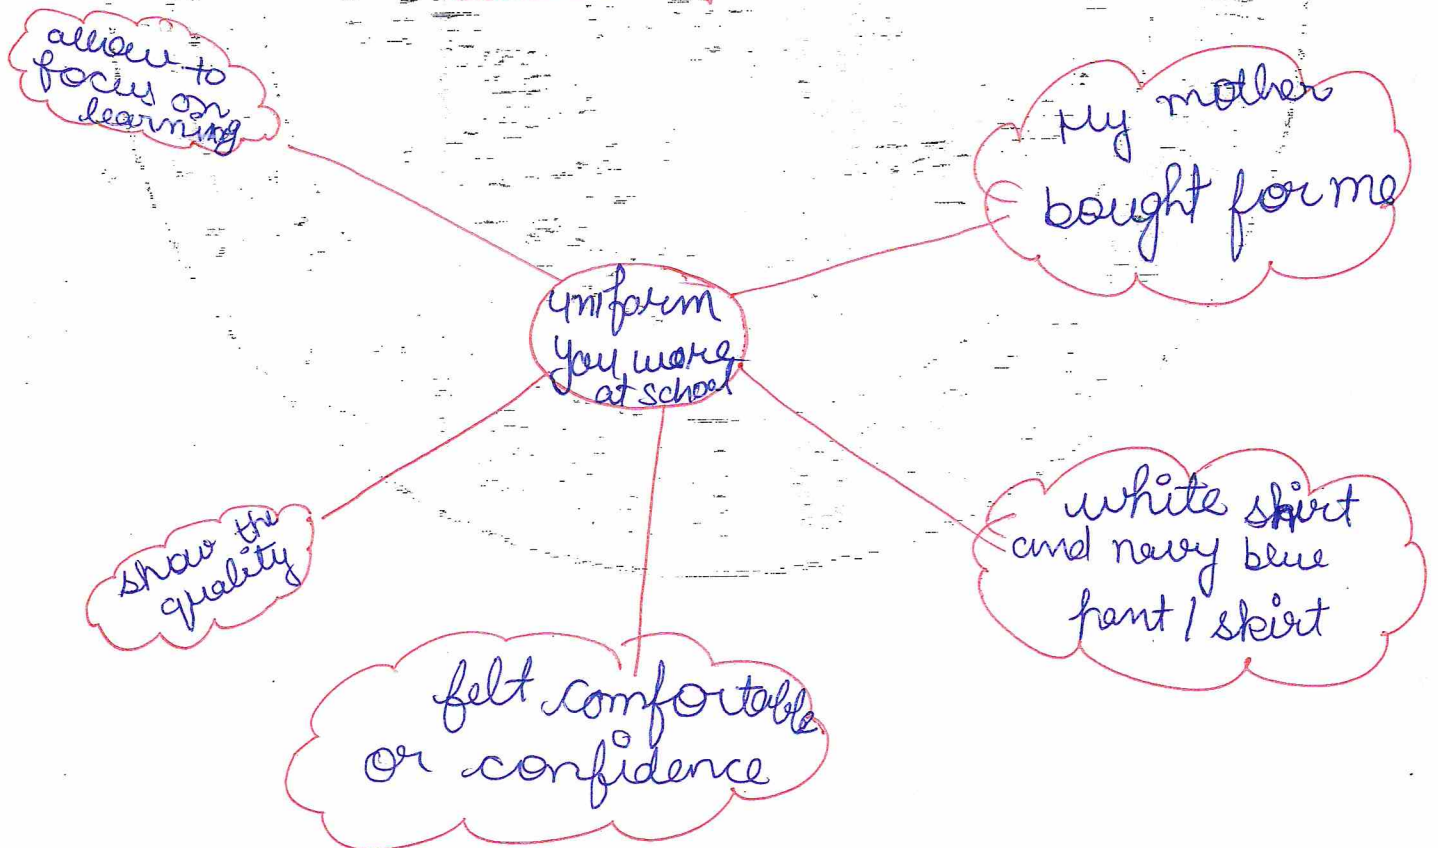 uniform
you wore
at school
allow to
focus on
learning
My mother
bought for me
white shirt
and navy blue
pant / skirt
felt comfortable
or confidence
show the
quality